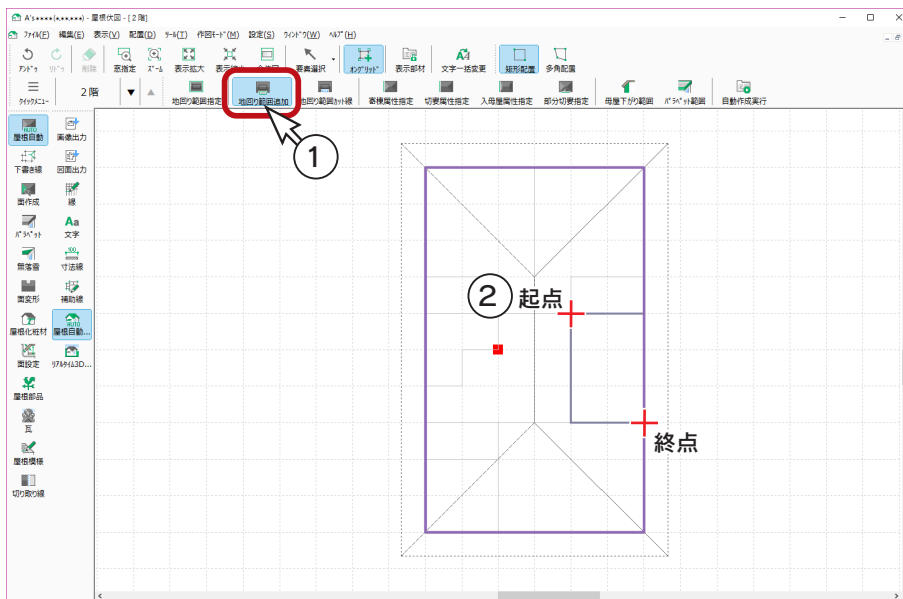 A's∗∗∗∗(∗,∗∗,∗∗∗) - 屋根伏図 - [2 階]
ファイル(F) 編集(E) 表示(V) 配置(D) ツール(T) 作図モード(M) 設定(S) ウィンドウ(W) ヘルプ(H)
アンドゥ リドゥ 削除 窓指定 ズーム 表示拡大 要素選択 オングリッド 表示部材 文字一括変更 矩形配置 多角配置
クイックメニュー 2 階 ▼ ▲ 地回り範囲指定 地回り範囲追加 地回り範囲カット線 寄棟属性指定 切妻属性指定 入母屋属性指定 部分切妻指定 母屋下がり範囲 パラペット範囲 自動作成実行
屋根自動 画像出力
下書き線 図面出力
面作成 線
パラペット 文字
無落雪 寸法線
面変形 補助線
屋根化粧材 屋根自動...
面設定 リアルタイム3D...
屋根部品
瓦
屋根模様
切り取り線
①
② 起点
終点